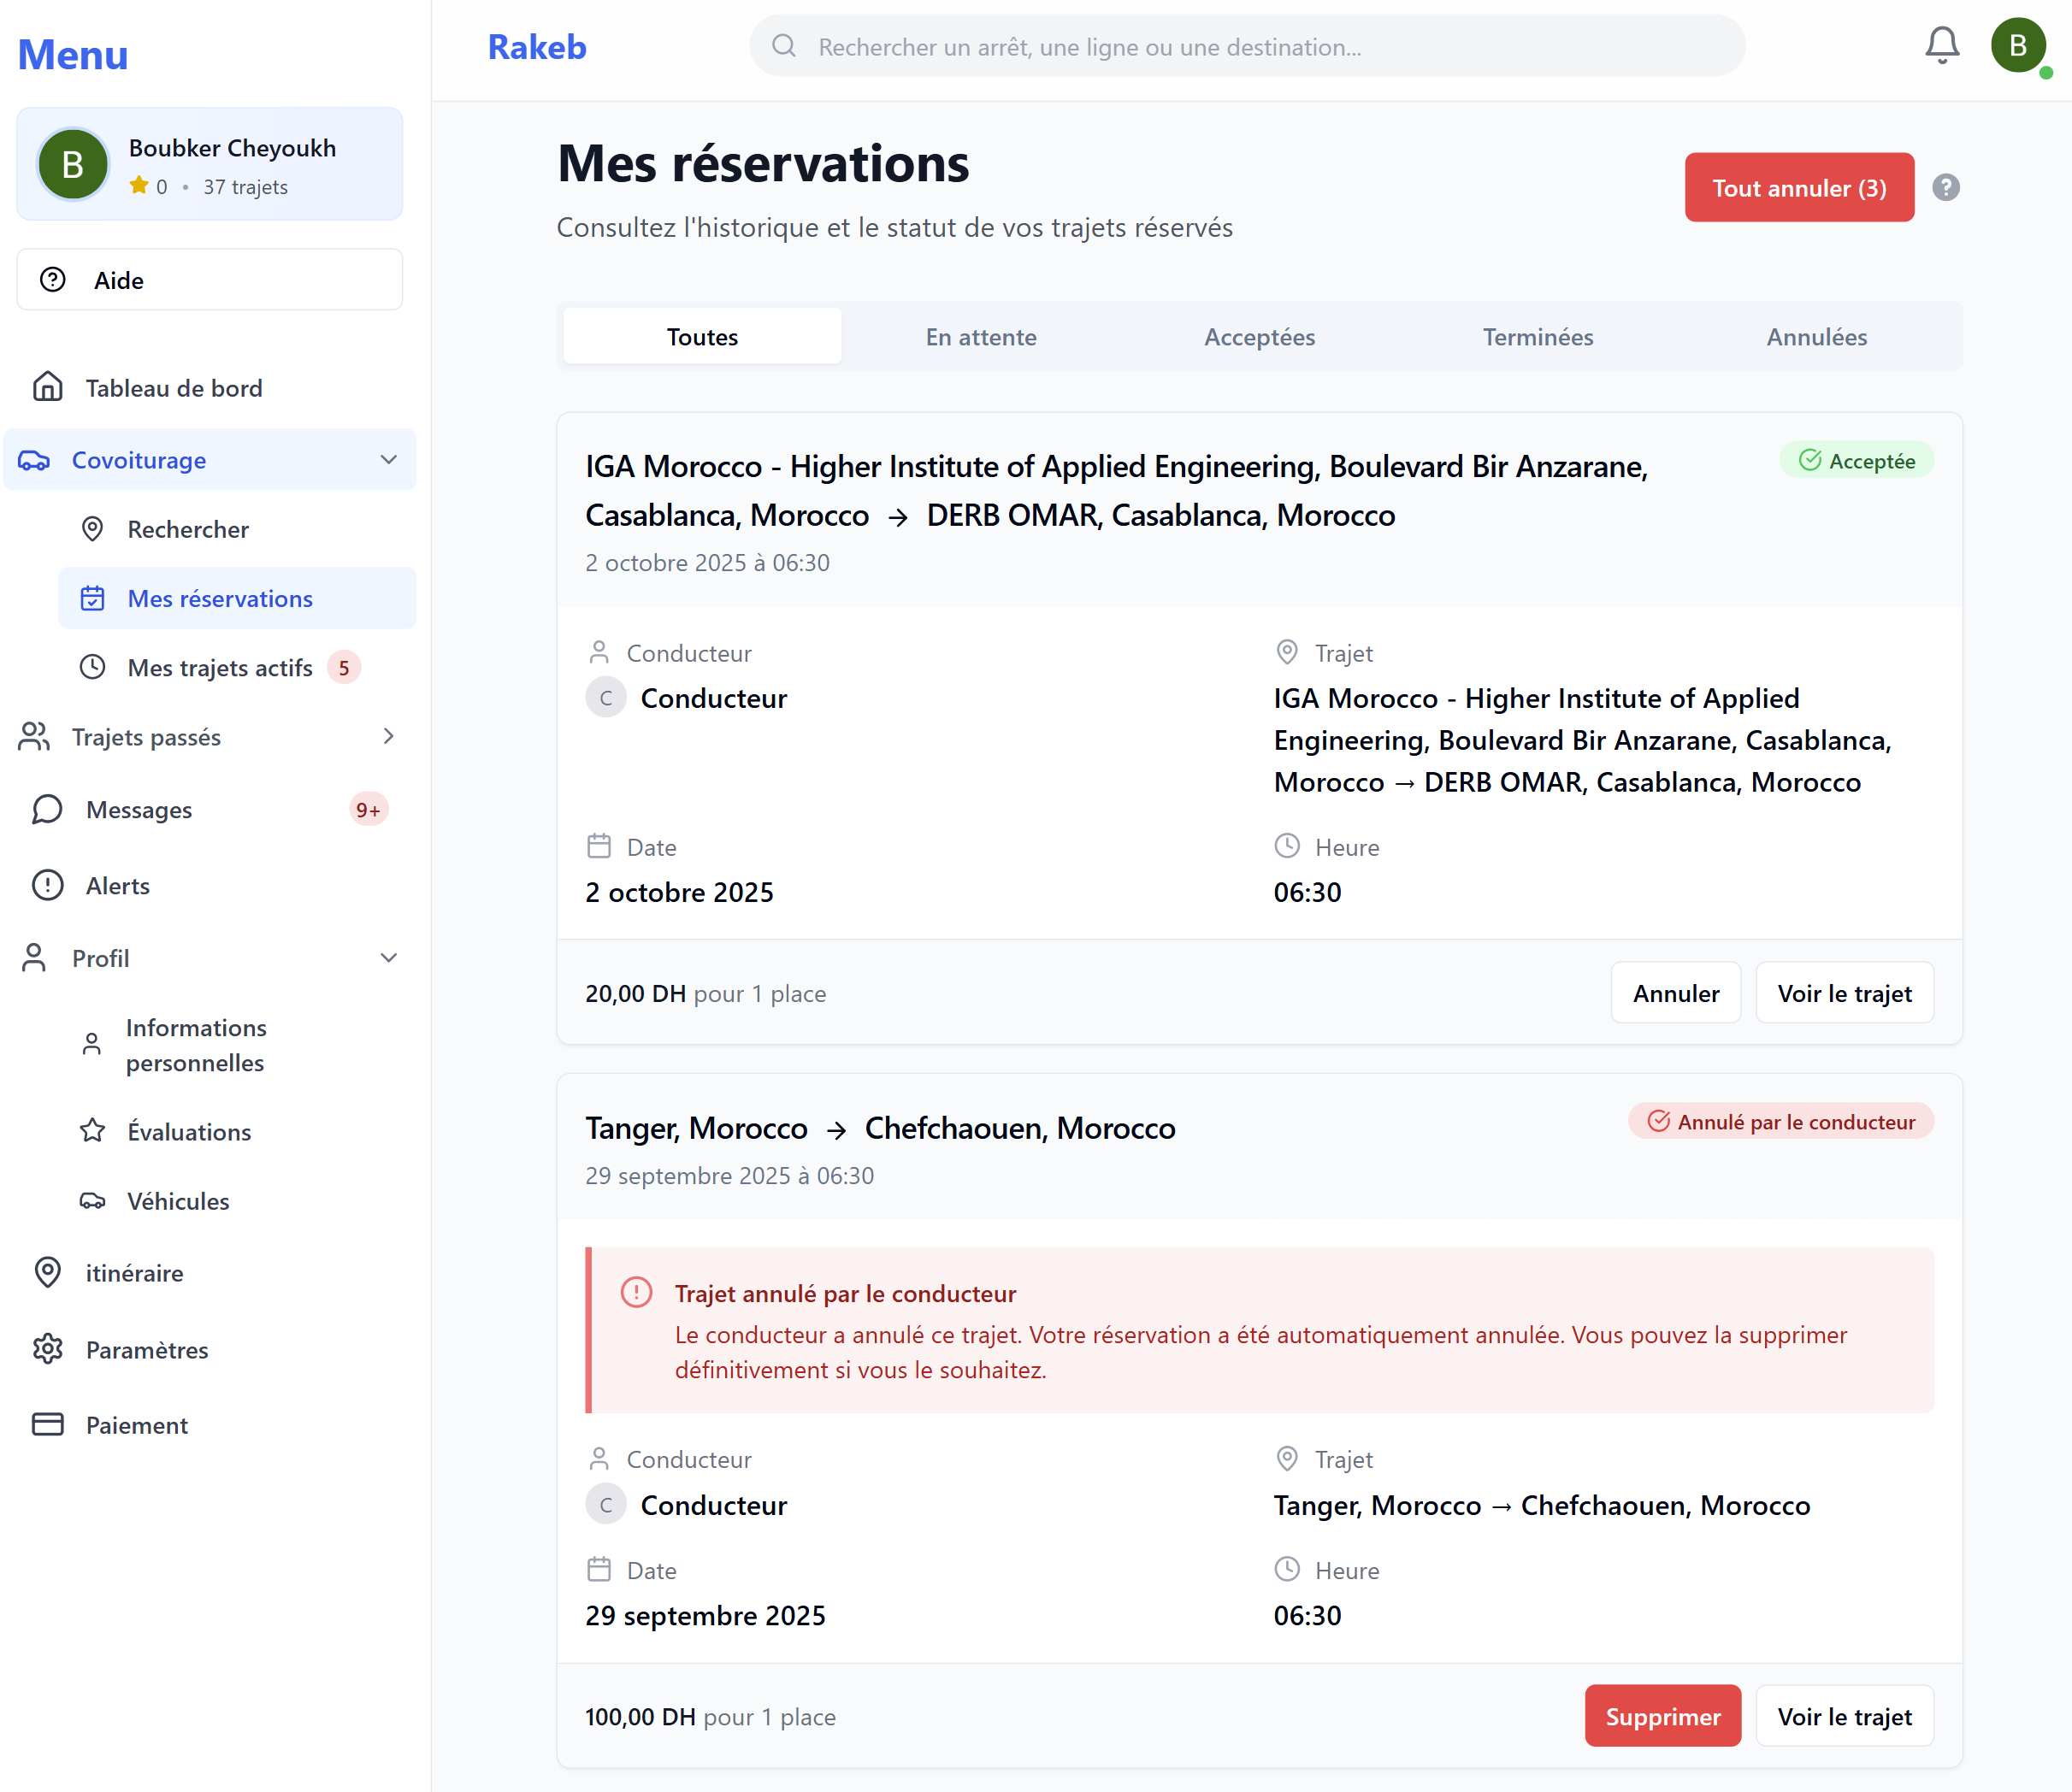 Menu
B
Boubker Cheyoukh
0 • 37 trajets
Aide
Tableau de bord
Covoiturage
Rechercher
Mes réservations
Mes trajets actifs 5
Trajets passés
Messages 9+
Alerts
Profil
Informations
personnelles
Évaluations
Véhicules
itinéraire
Paramètres
Paiement
Rakeb
Rechercher un arrêt, une ligne ou une destination...
B
Mes réservations
Consultez l'historique et le statut de vos trajets réservés
Tout annuler (3)
?
Toutes
En attente
Acceptées
Terminées
Annulées
IGA Morocco - Higher Institute of Applied Engineering, Boulevard Bir Anzarane,
Casablanca, Morocco → DERB OMAR, Casablanca, Morocco
2 octobre 2025 à 06:30
Acceptée
Conducteur
C Conducteur
Trajet
IGA Morocco - Higher Institute of Applied
Engineering, Boulevard Bir Anzarane, Casablanca,
Morocco → DERB OMAR, Casablanca, Morocco
Date
2 octobre 2025
Heure
06:30
20,00 DH pour 1 place
Annuler
Voir le trajet
Tanger, Morocco → Chefchaouen, Morocco
29 septembre 2025 à 06:30
Annulé par le conducteur
Trajet annulé par le conducteur
Le conducteur a annulé ce trajet. Votre réservation a été automatiquement annulée. Vous pouvez la supprimer
définitivement si vous le souhaitez.
Conducteur
C Conducteur
Trajet
Tanger, Morocco → Chefchaouen, Morocco
Date
29 septembre 2025
Heure
06:30
100,00 DH pour 1 place
Supprimer
Voir le trajet